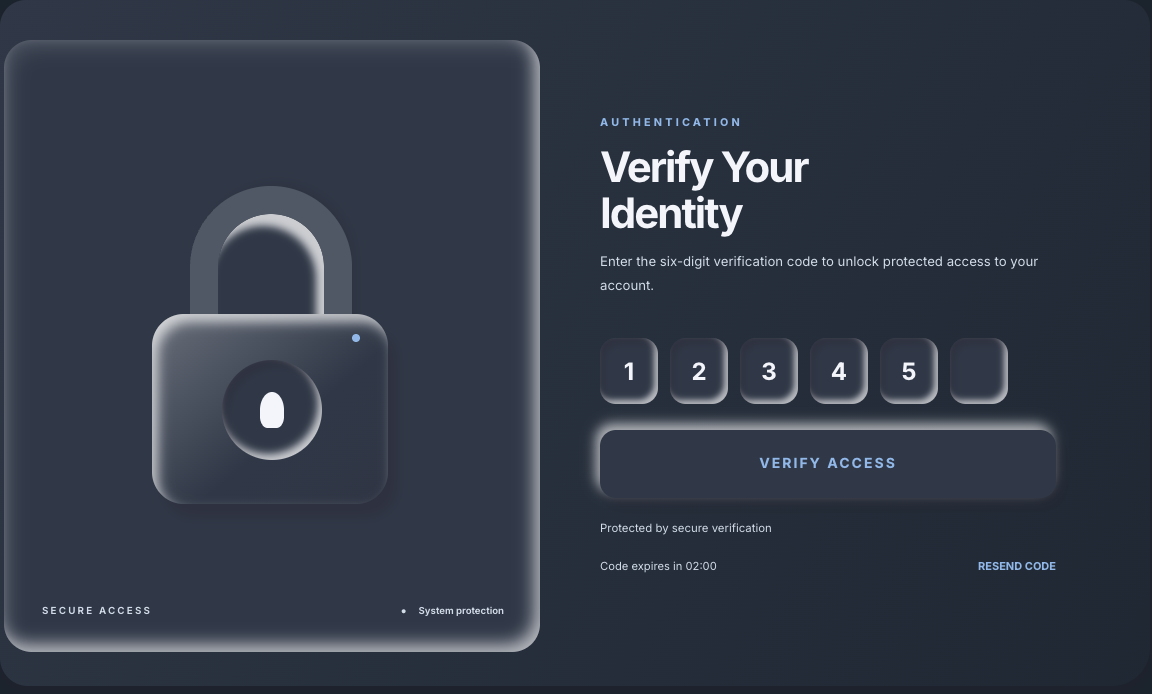 AUTHENTICATION
Verify Your
Identity
Enter the six-digit verification code to unlock protected access to your
account.
1 2 3 4 5
VERIFY ACCESS
Protected by secure verification
Code expires in 02:00 RESEND CODE
SECURE ACCESS • System protection